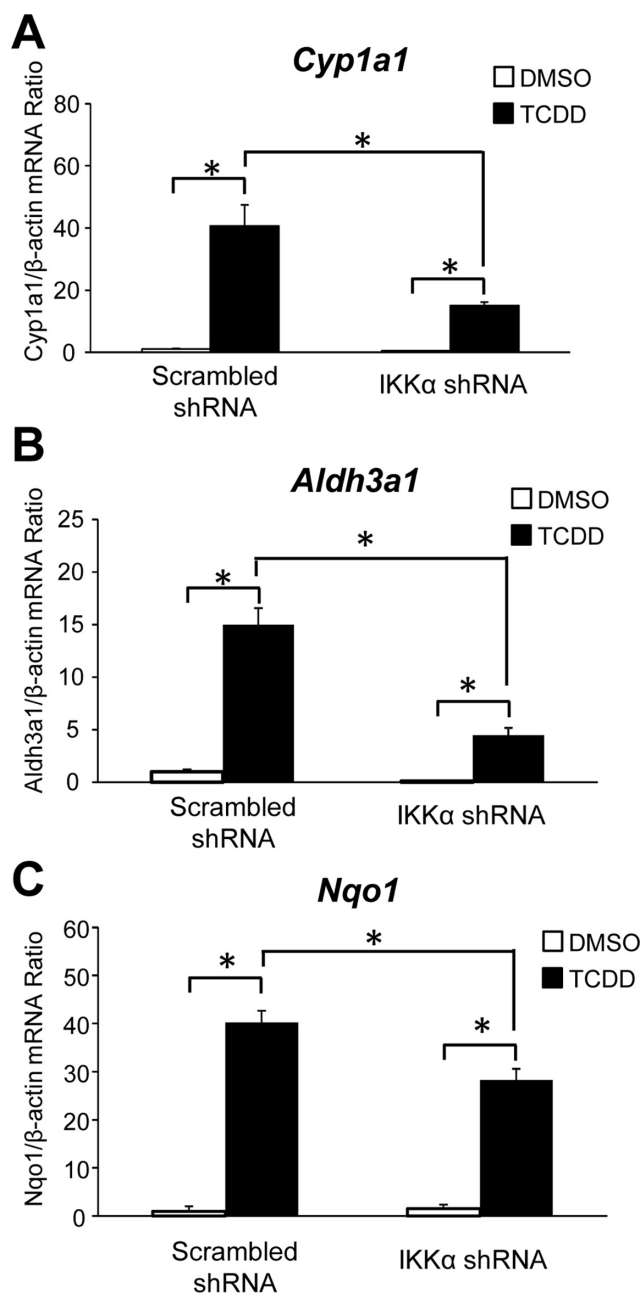 A
Cyp1a1
DMSO
TCDD
Cyp1a1/β-actin mRNA Ratio
80
60
40
20
0
*
*
*
Scrambled
shRNA
IKKα shRNA
B
Aldh3a1
DMSO
TCDD
Aldh3a1/β-actin mRNA Ratio
25
20
15
10
5
0
*
*
*
Scrambled
shRNA
IKKα shRNA
C
Nqo1
DMSO
TCDD
Nqo1/β-actin mRNA Ratio
60
50
40
30
20
10
0
*
*
*
Scrambled
shRNA
IKKα shRNA